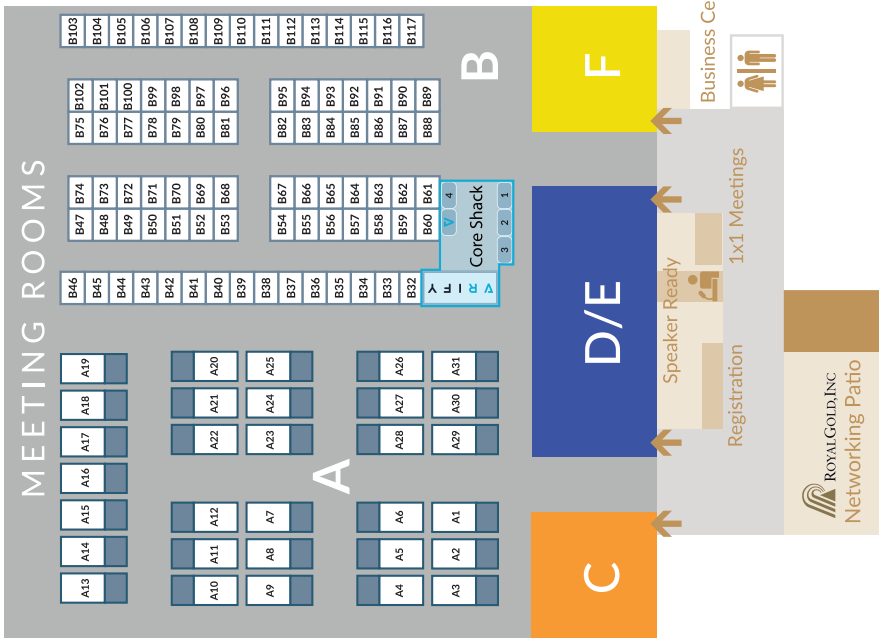 MEETING ROOMS
B103 B104 B105 B106 B107 B108 B109 B110 B111 B112 B113 B114 B115 B116 B117
B102 B101 B100 B99 B98 B97 B96
B95 B94 B93 B92 B91 B90 B89
B75 B76 B77 B78 B79 B80 B81
B82 B83 B84 B85 B86 B87 B88
B74 B73 B72 B71 B70 B69 B68
B67 B66 B65 B64 B63 B62 B61
B47 B48 B49 B50 B51 B52 B53
B54 B55 B56 B57 B58 B59 B60
B46 B45 B44 B43 B42 B41 B40 B39 B38 B37 B36 B35 B34 B33 B32
B
Core Shack
4
1
2
3
VRIFY
A19
A18
A17
A16
A15
A14
A13
A20 A25
A21 A24
A22 A23
A26 A31
A27 A30
A28 A29
A
A12 A7
A11 A8
A10 A9
A6 A1
A5 A2
A4 A3
F
D/E
C
Business Ce
1x1 Meetings
Speaker Ready
Registration
ROYALGOLD,INC
Networking Patio